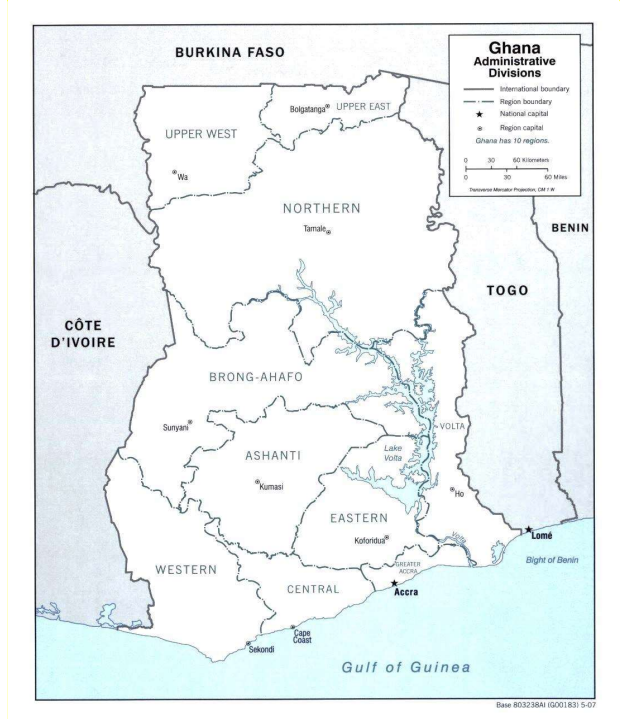 BURKINA FASO
Ghana
Administrative
Divisions
International boundary
Region boundary
National capital
Region capital
Ghana has 10 regions.
0 30 60 Kilometers
0 30 60 Miles
Transverse Mercator Projection, CM 1 W
Bolgatanga
UPPER EAST
UPPER WEST
Wa
NORTHERN
Tamale
BENIN
TOGO
CÔTE
D'IVOIRE
BRONG-AHAFO
Sunyani
VOLTA
ASHANTI
Lake
Volta
Kumasi
Ho
EASTERN
Koforidua
Volta
Lomé
Bight of Benin
WESTERN
GREATER
ACCRA
CENTRAL
Accra
Cape
Coast
Sekondi
Gulf of Guinea
Base 803238AI (G00183) 5-07